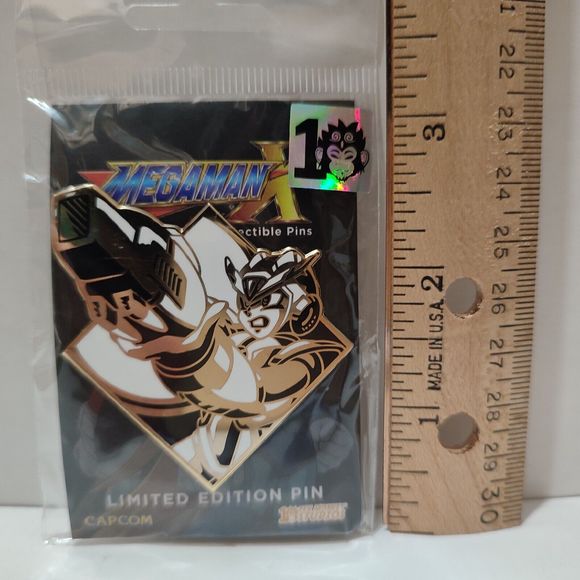 10
MEGAMAN X
ectible Pins
LIMITED EDITION PIN
CAPCOM
3
2
1
MADE IN U.S.A.
22
23
24
25
26
27
28
29
30